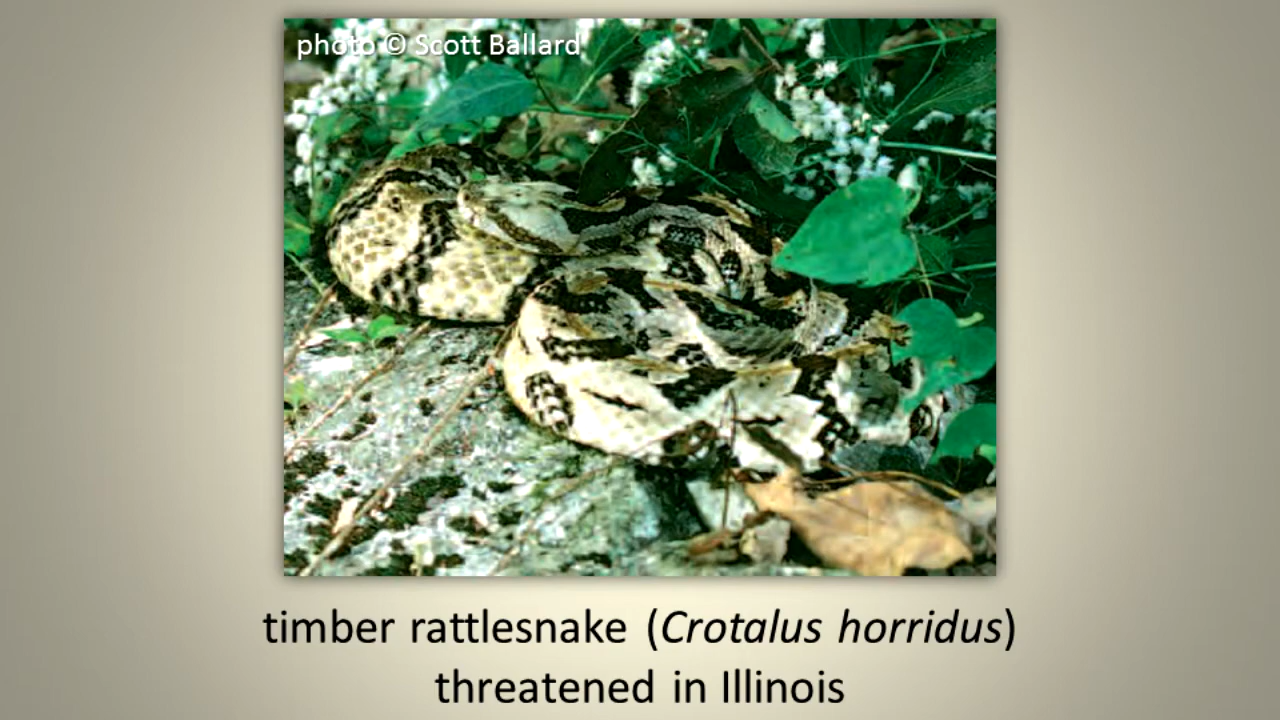 photo © Scott Ballard
timber rattlesnake (Crotalus horridus)
threatened in Illinois